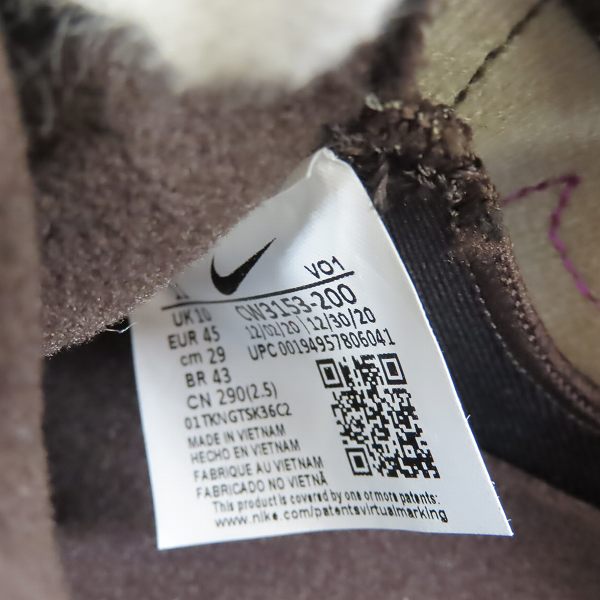 VO1
UK 10 CW3153-200
EUR 45 12/02/20 | 12/30/20
cm 29 UPC 00194957806041
BR 43
CN 290(2.5)
01TKNGTSK36C2
MADE IN VIETNAM
HECHO EN VIETNAM
FABRIQUE AU VIETNAM
FABRICADO NO VIETNÃ
This product is covered by one or more patents:
www.nike.com/patentsvirtualmarking